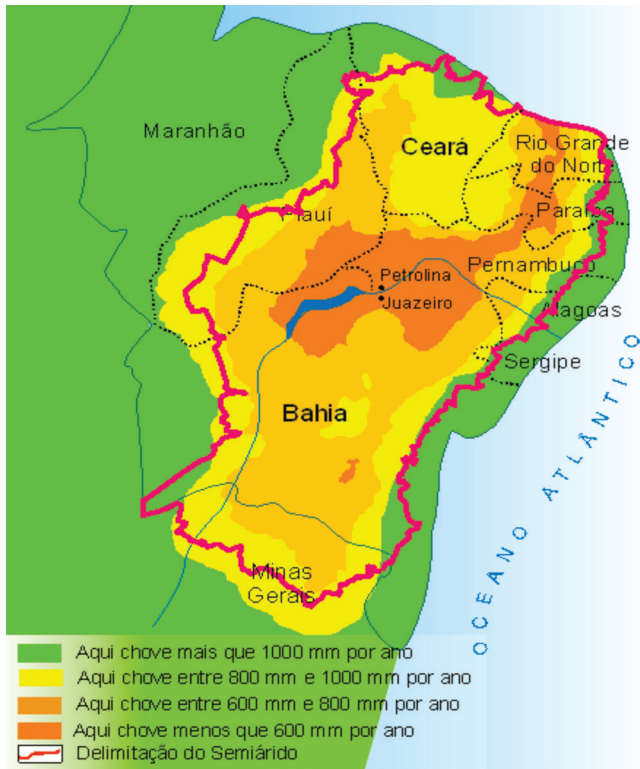 Maranhão
Ceará
Rio Grande
do Norte
Piauí
Paraíba
Petrolina
Pernambuco
Juazeiro
Alagoas
Sergipe
Bahia
OCEANO ATLÂNTICO
Minas
Gerais
Aqui chove mais que 1000 mm por ano
Aqui chove entre 800 mm e 1000 mm por ano
Aqui chove entre 600 mm e 800 mm por ano
Aqui chove menos que 600 mm por ano
Delimitação do Semiárido